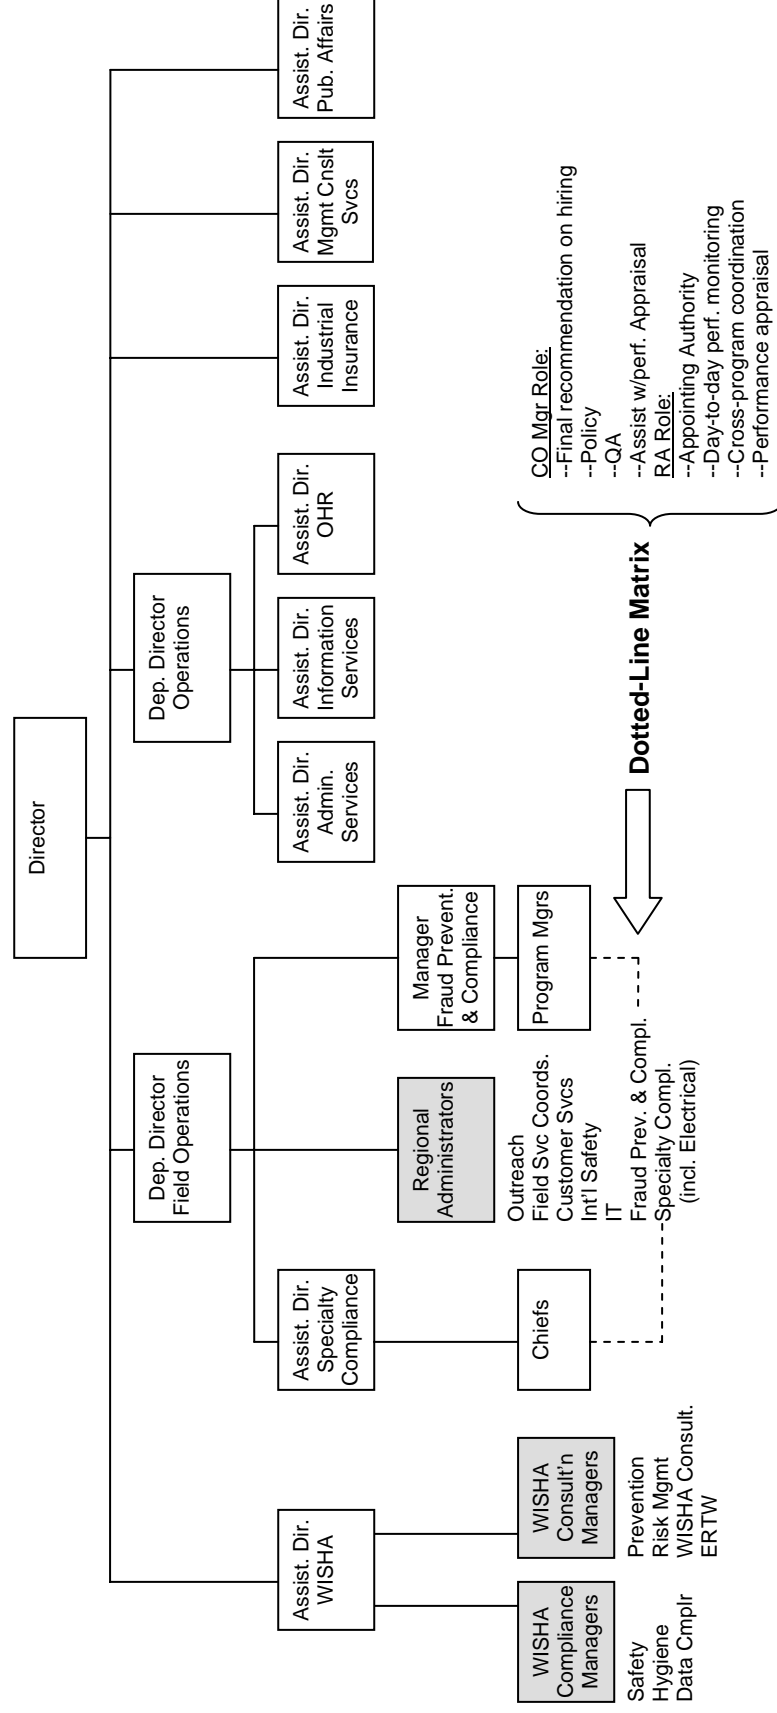 Director
Dep. Director
Field Operations
Dep. Director
Operations
Assist. Dir.
WISHA
Assist. Dir.
Specialty
Compliance
Assist. Dir.
Admin.
Services
Assist. Dir.
Information
Services
Assist. Dir.
OHR
Assist. Dir.
Industrial
Insurance
Assist. Dir.
Mgmt Cnslt
Svcs
Assist. Dir.
Pub. Affairs
Regional
Administrators
Manager
Fraud Prevent.
& Compliance
WISHA
Compliance
Managers
WISHA
Consult'n
Managers
Chiefs
Program Mgrs
Safety
Hygiene
Data Cmplr
Prevention
Risk Mgmt
WISHA Consult.
ERTW
Outreach
Field Svc Coords.
Customer Svcs
Int'l Safety
IT
Fraud Prev. & Compl.
Specialty Compl.
(incl. Electrical)
Dotted-Line Matrix
CO Mgr Role:
--Final recommendation on hiring
--Policy
--QA
--Assist w/perf. Appraisal
RA Role:
--Appointing Authority
--Day-to-day perf. monitoring
--Cross-program coordination
--Performance appraisal